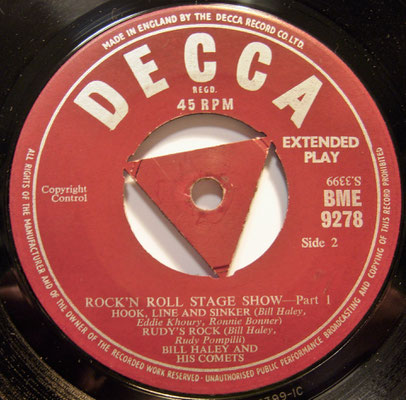 MADE IN ENGLAND BY THE DECCA RECORD CO LTD.
DECCA
REGD.
45 RPM
EXTENDED
PLAY
S.3399
BME
9278
Copyright
Control
Side 2
ROCK'N ROLL STAGE SHOW—Part 1
HOOK, LINE AND SINKER (Bill Haley,
Eddie Khoury, Ronnie Bonner)
RUDY'S ROCK (Bill Haley,
Rudy Pompilli)
BILL HALEY AND
HIS COMETS
ALL RIGHTS OF THE MANUFACTURER AND OF THE OWNER OF THE RECORDED WORK RESERVED - UNAUTHORISED PUBLIC PERFORMANCE BROADCASTING AND COPYING OF THIS RECORD PROHIBITED